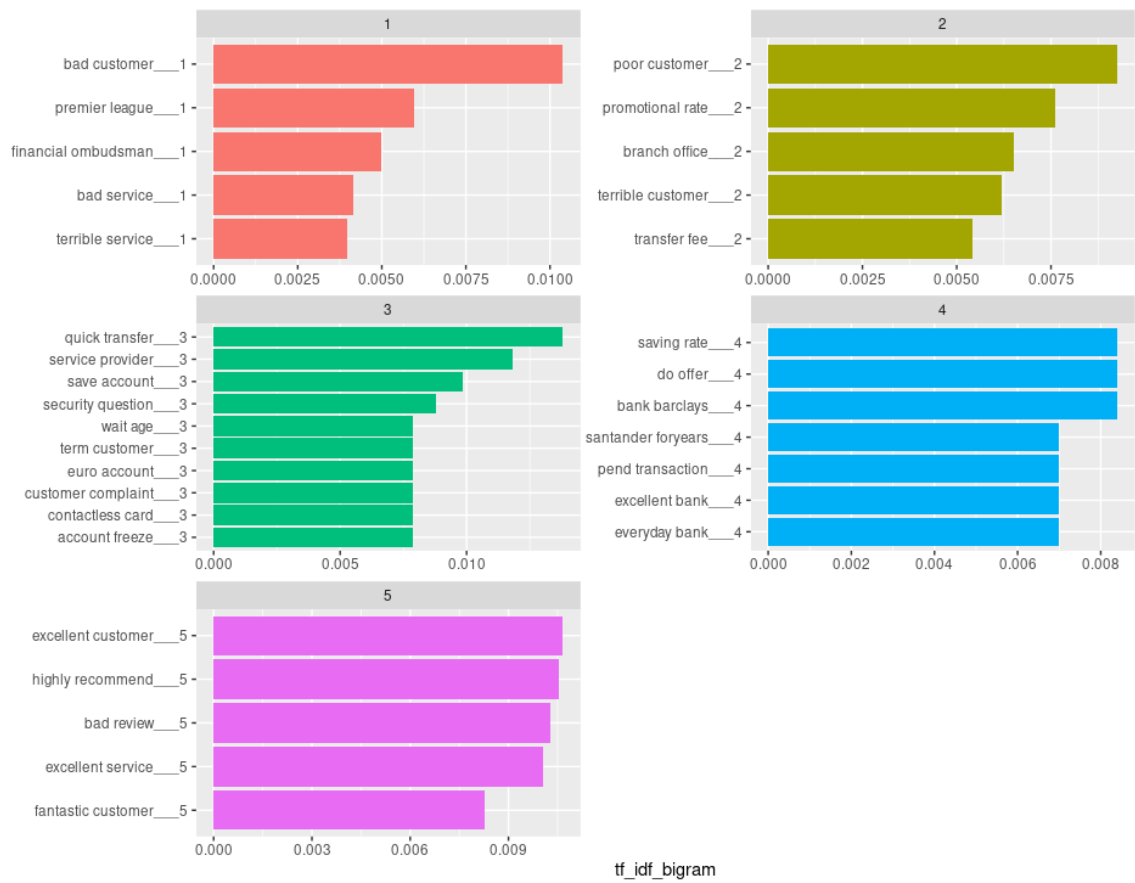 1
bad customer___1
premier league___1
financial ombudsman___1
bad service___1
terrible service___1
0.0000 0.0025 0.0050 0.0075 0.0100
2
poor customer___2
promotional rate___2
branch office___2
terrible customer___2
transfer fee___2
0.0000 0.0025 0.0050 0.0075
3
quick transfer___3
service provider___3
save account___3
security question___3
wait age___3
term customer___3
euro account___3
customer complaint___3
contactless card___3
account freeze___3
0.000 0.005 0.010
4
saving rate___4
do offer___4
bank barclays___4
santander foryears___4
pend transaction___4
excellent bank___4
everyday bank___4
0.000 0.002 0.004 0.006 0.008
5
excellent customer___5
highly recommend___5
bad review___5
excellent service___5
fantastic customer___5
0.000 0.003 0.006 0.009
tf_idf_bigram